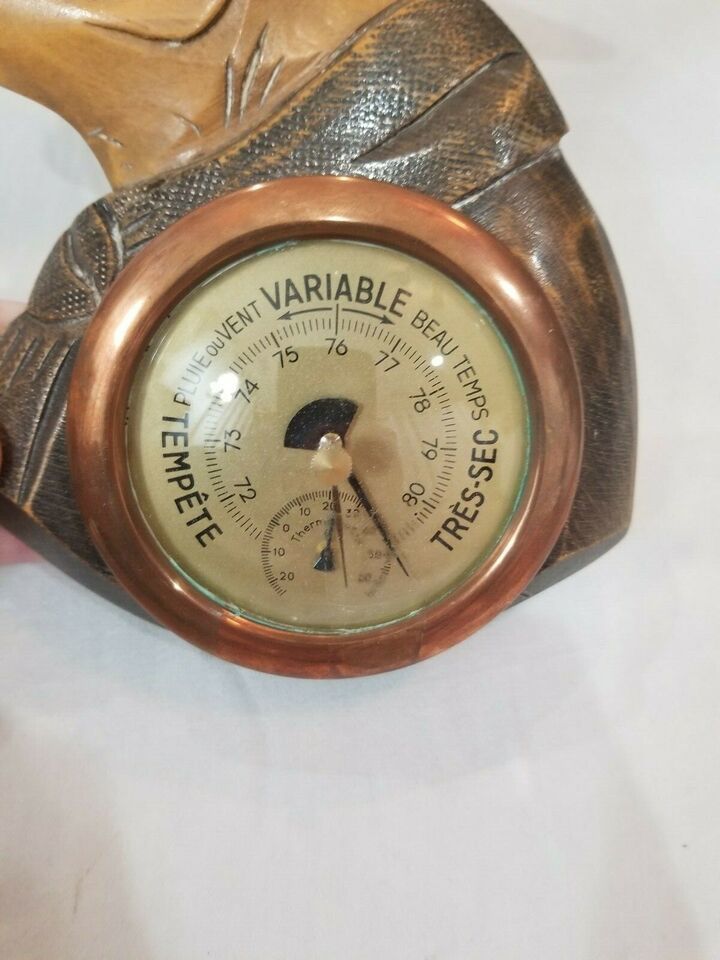 TEMPÊTE
PLUIE OU VENT
VARIABLE
BEAU TEMPS
TRÈS-SEC
72 73 74 75 76 77 78 79 80
20 10 0 10 20 30